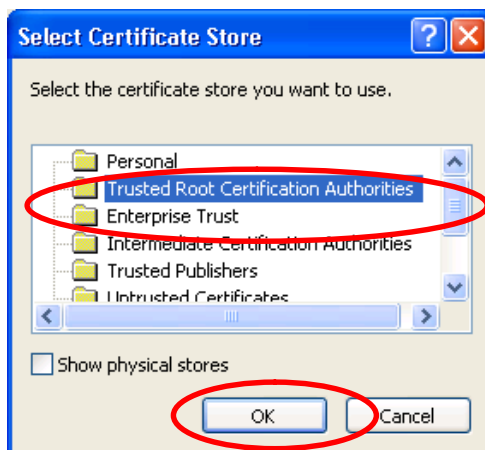 Select Certificate Store
Select the certificate store you want to use.
Personal
Trusted Root Certification Authorities
Enterprise Trust
Intermediate Certification Authorities
Trusted Publishers
Untrusted Certificates
Show physical stores
OK
Cancel